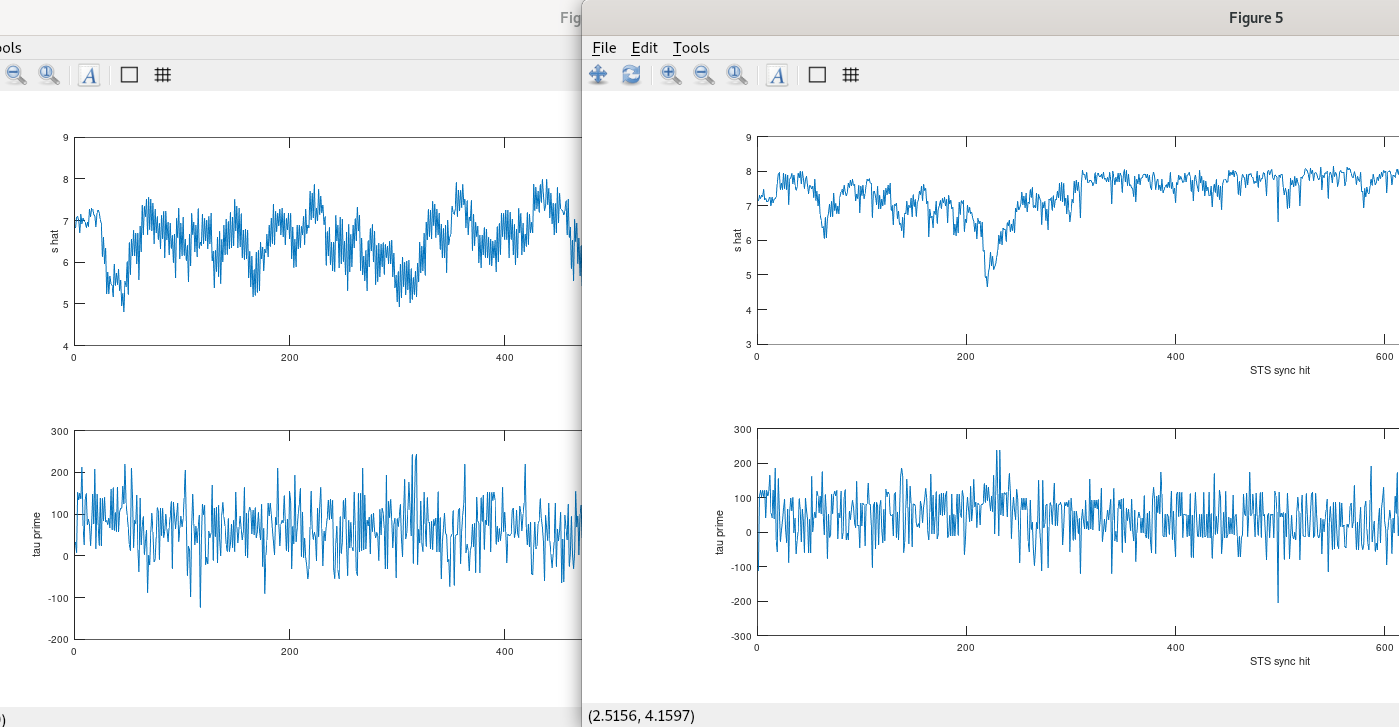 Fig
Figure 5
ools
File Edit Tools
A
A
9
8
7
6
5
4
s hat
0 200 400
300
200
100
0
-100
-200
tau prime
0 200 400
9
8
7
6
5
4
3
s hat
0 200 400 600
STS sync hit
300
200
100
0
-100
-200
-300
tau prime
0 200 400 600
STS sync hit
)
(2.5156, 4.1597)